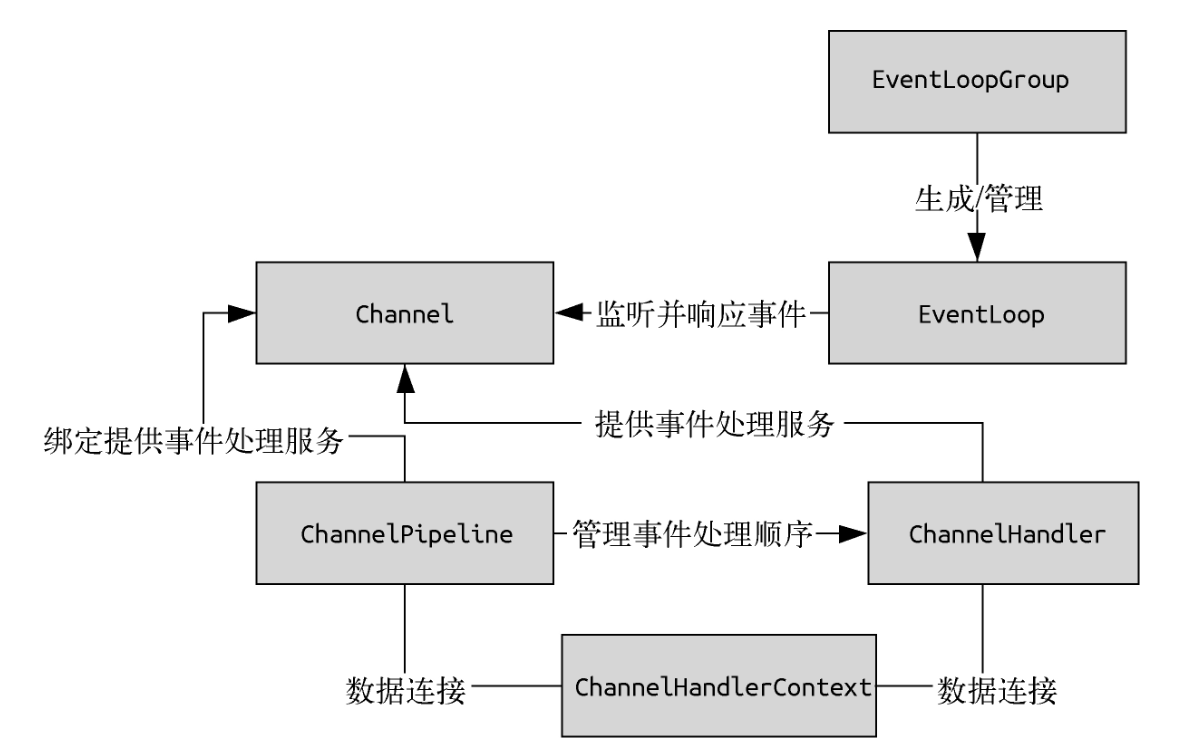 EventLoopGroup
生成/管理
Channel
监听并响应事件
EventLoop
绑定提供事件处理服务
提供事件处理服务
ChannelPipeline
管理事件处理顺序
ChannelHandler
数据连接
ChannelHandlerContext
数据连接